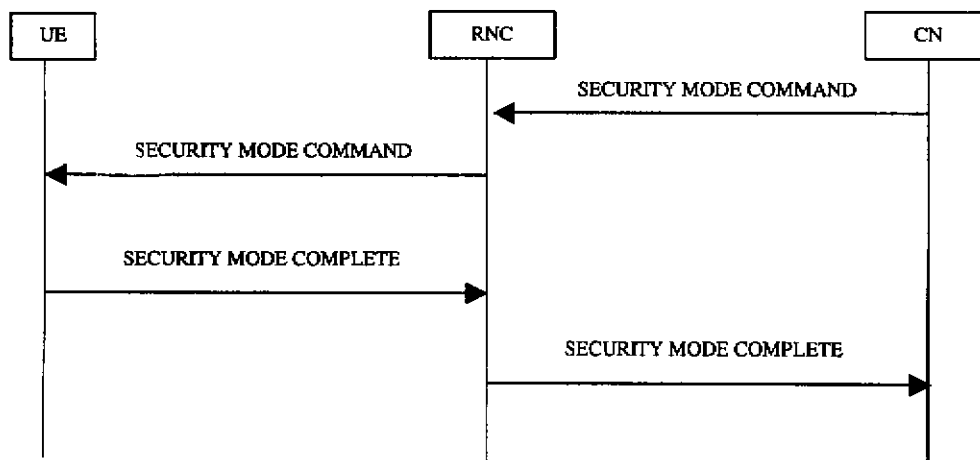 UE
RNC
CN
SECURITY MODE COMMAND
SECURITY MODE COMMAND
SECURITY MODE COMPLETE
SECURITY MODE COMPLETE